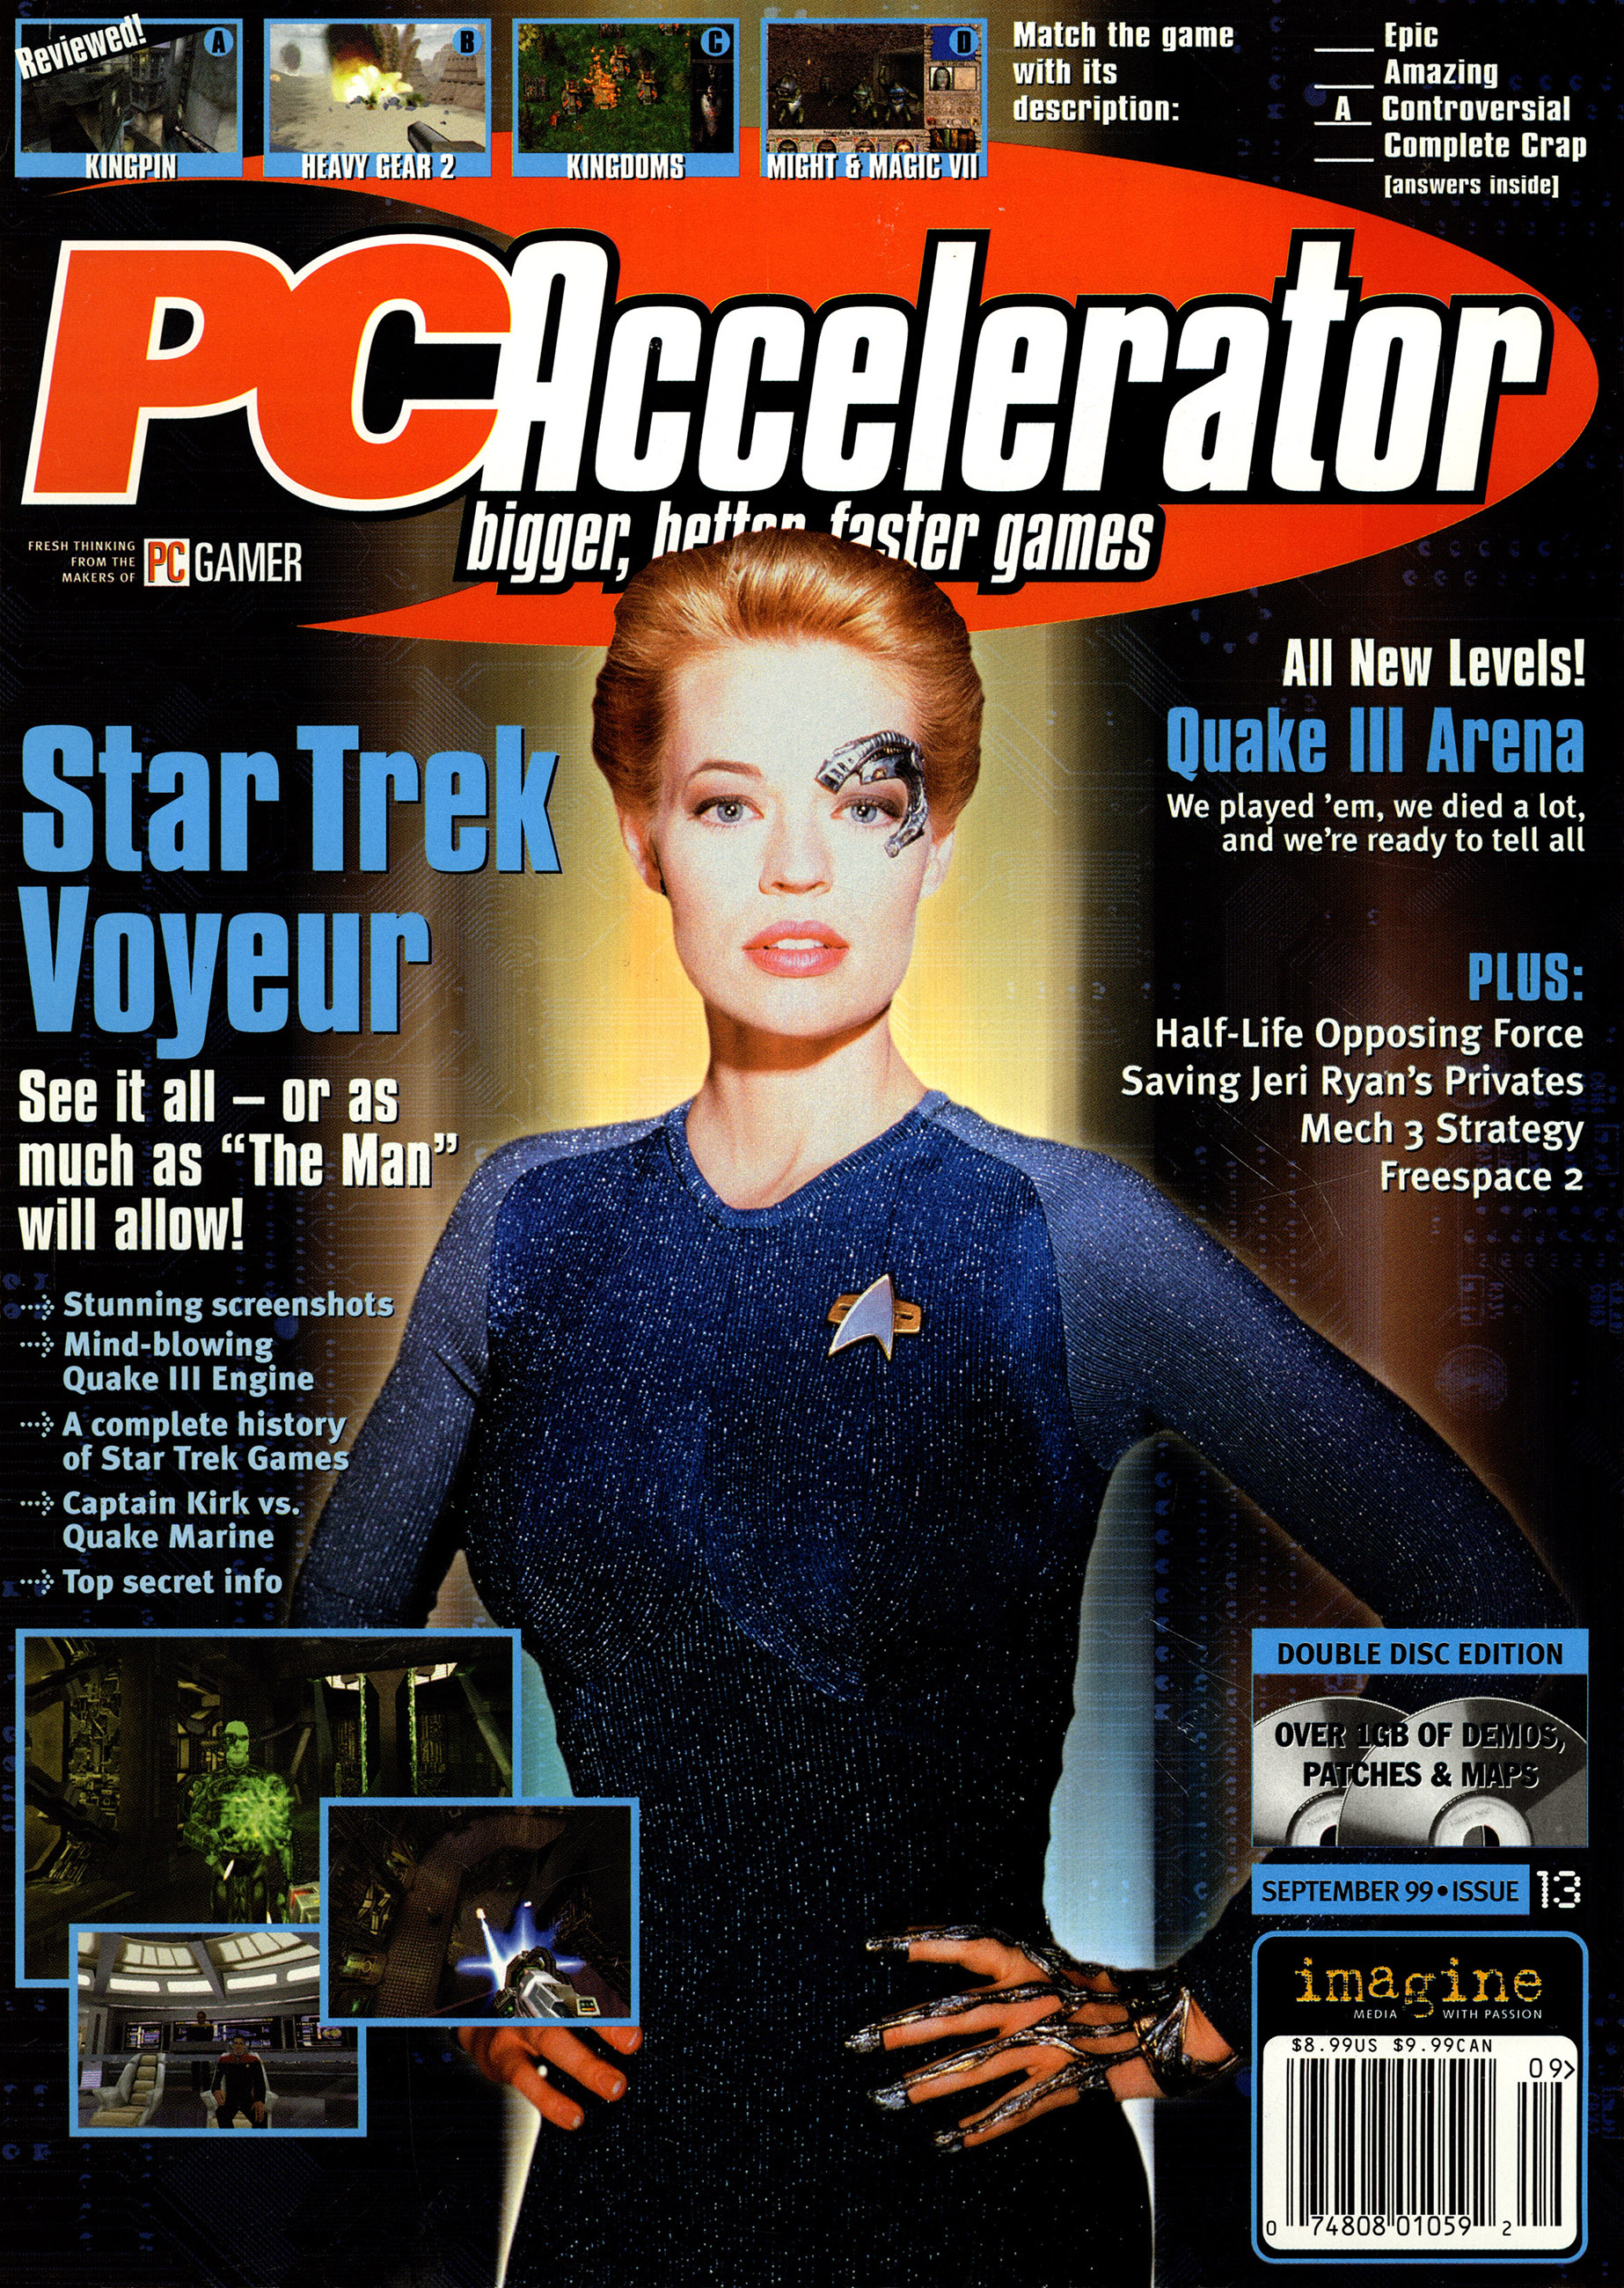 Reviewed!
A
B
C
D
KINGPIN
HEAVY GEAR 2
KINGDOMS
MIGHT & MAGIC VII
Match the game
with its
description:
____ Epic
____ Amazing
A Controversial
____ Complete Crap
[answers inside]
PC Accelerator
bigger, better, faster games
FRESH THINKING
FROM THE
MAKERS OF
PC GAMER
Star Trek
Voyeur
See it all – or as
much as “The Man”
will allow!
Stunning screenshots
Mind-blowing
Quake III Engine
A complete history
of Star Trek Games
Captain Kirk vs.
Quake Marine
Top secret info
All New Levels!
Quake III Arena
We played ’em, we died a lot,
and we’re ready to tell all
PLUS:
Half-Life Opposing Force
Saving Jeri Ryan’s Privates
Mech 3 Strategy
Freespace 2
DOUBLE DISC EDITION
OVER 1GB OF DEMOS,
PATCHES & MAPS
SEPTEMBER 99 • ISSUE 13
imagine
MEDIA WITH PASSION
$8.99US $9.99CAN
09>
0 74808 01059 2